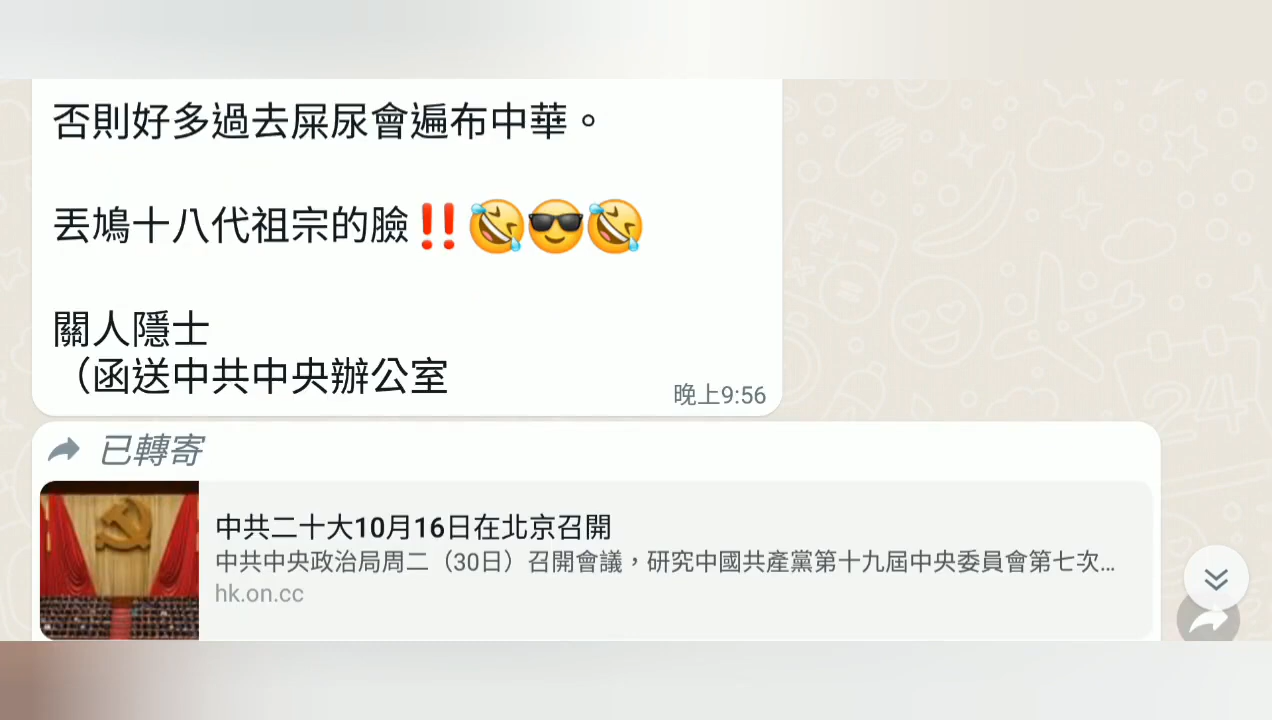 否則好多過去屎尿會遍布中華。
丟鳩十八代祖宗的臉‼️🤣😎🤣
關人隱士
（函送中共中央辦公室
晚上9:56
已轉寄
中共二十大10月16日在北京召開
中共中央政治局周二（30日）召開會議，研究中國共產黨第十九屆中央委員會第七次...
hk.on.cc